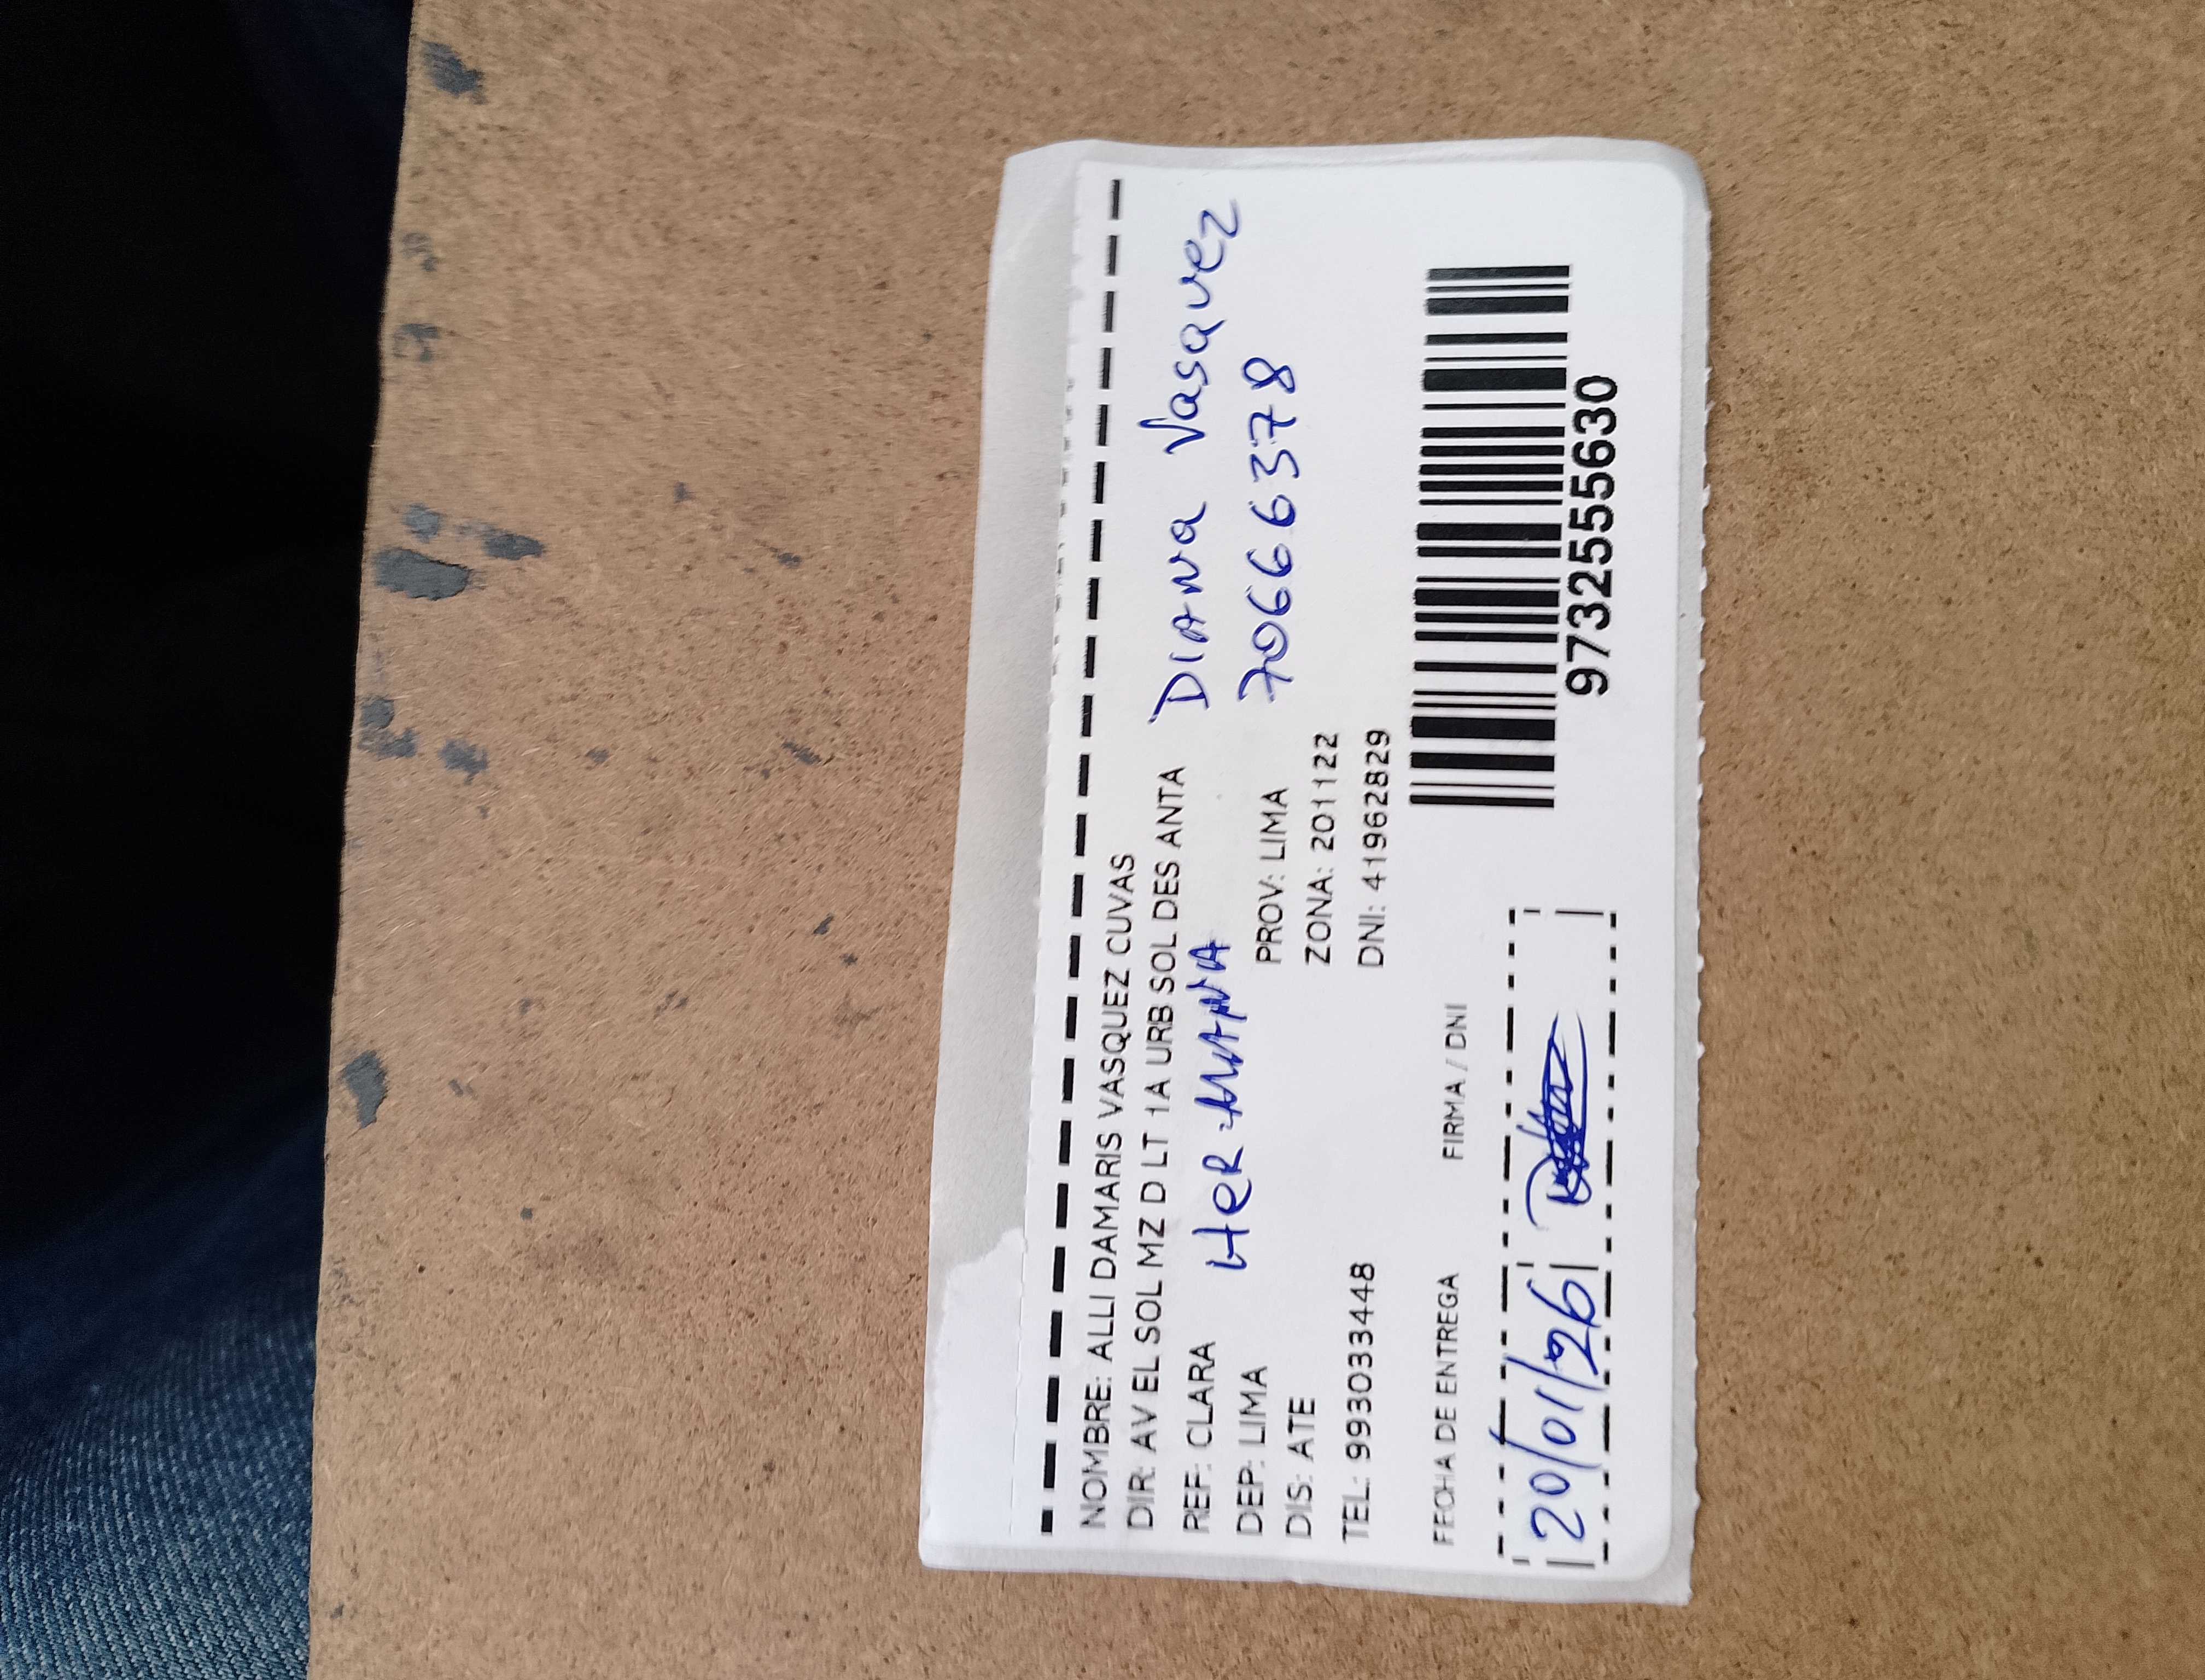 NOMBRE: ALLI DAMARIS VASQUEZ CUVAS
DIR: AV EL SOL MZ D LT 1A URB SOL DES ANTA
Diana Vasquez
REF: CLARA
HERMANA
70666378
DEP: LIMA PROV: LIMA
DIS: ATE ZONA: 201122
TEL: 993033448 DNI: 41962829
FECHA DE ENTREGA FIRMA / DNI
20/01/26
9732555630